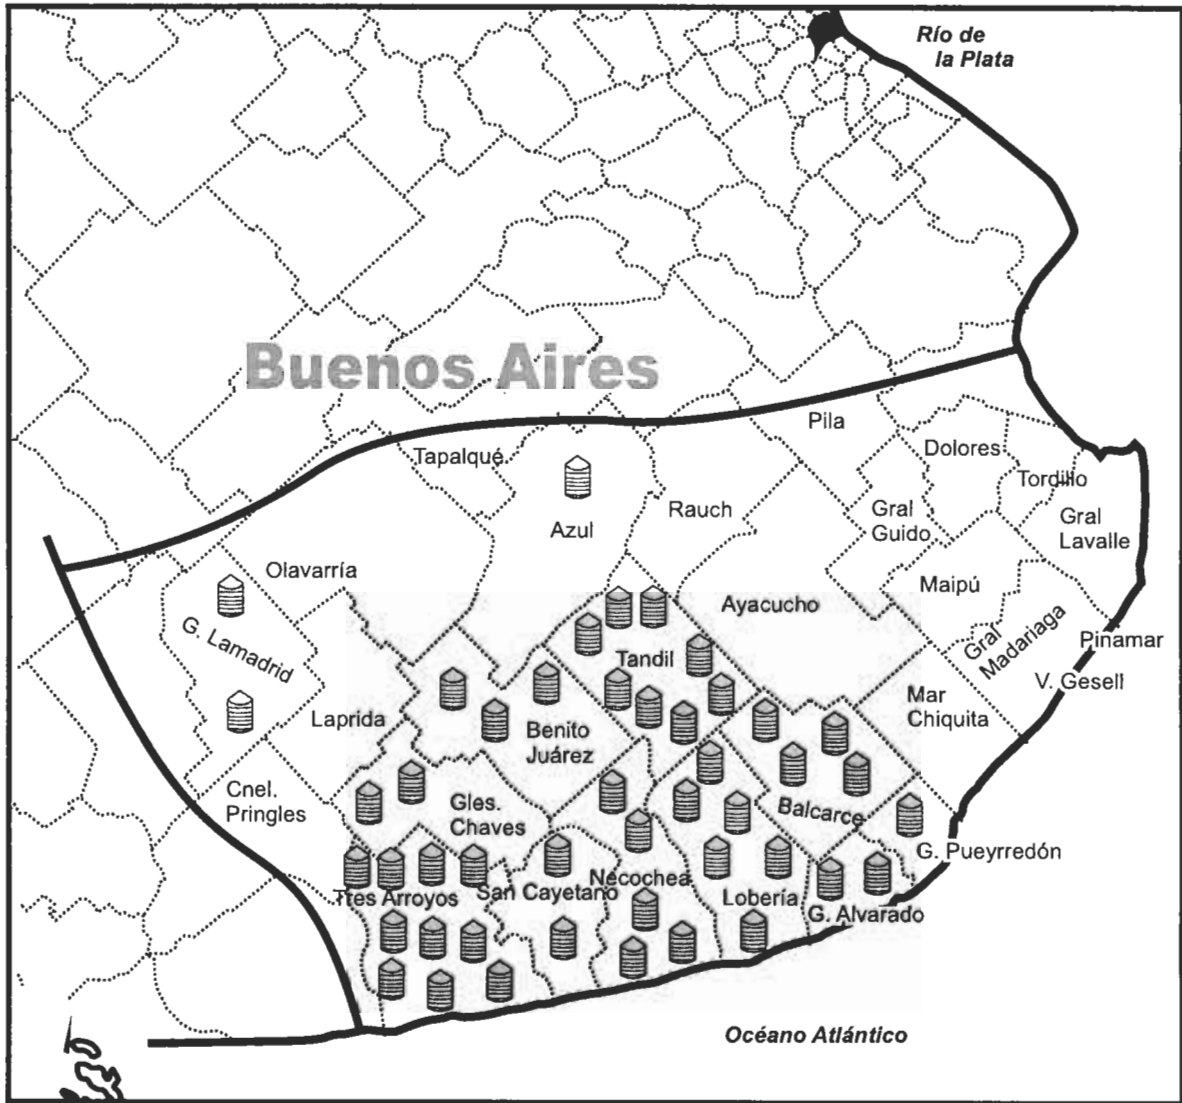 Río de
la Plata
Buenos Aires
Pila
Dolores
Tapalqué
Tordillo
Azul
Rauch
Gral
Guido
Gral
Lavalle
Olavarría
Maipú
Ayacucho
G. Lamadrid
Gral
Madariaga
Pinamar
Tandil
V. Gesell
Laprida
Mar
Chiquita
Benito
Juárez
Cnel.
Pringles
Gles.
Chaves
Balcarce
G. Pueyrredón
Tres Arroyos
San Cayetano
Necochea
Lobería
G. Alvarado
Océano Atlántico